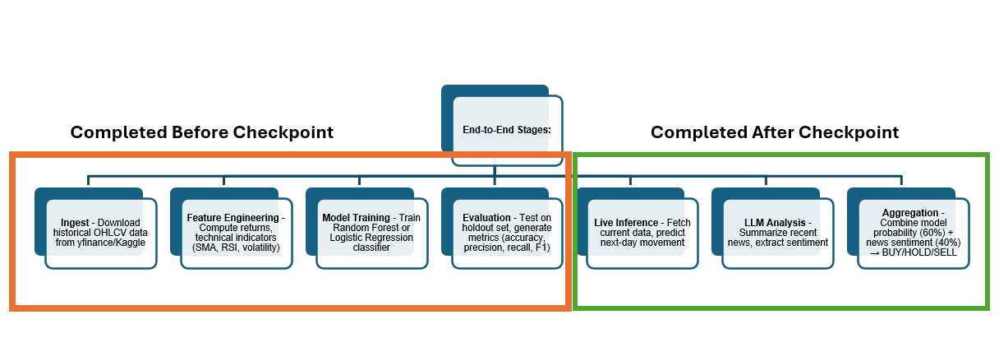 End-to-End Stages:
Completed Before Checkpoint
Completed After Checkpoint
Ingest - Download
historical OHLCV data
from yfinance/Kaggle
Feature Engineering -
Compute returns,
technical indicators
(SMA, RSI, volatility)
Model Training - Train
Random Forest or
Logistic Regression
classifier
Evaluation - Test on
holdout set, generate
metrics (accuracy,
precision, recall, F1)
Live Inference - Fetch
current data, predict
next-day movement
LLM Analysis -
Summarize recent
news, extract sentiment
Aggregation -
Combine model
probability (60%) +
news sentiment (40%)
→ BUY/HOLD/SELL